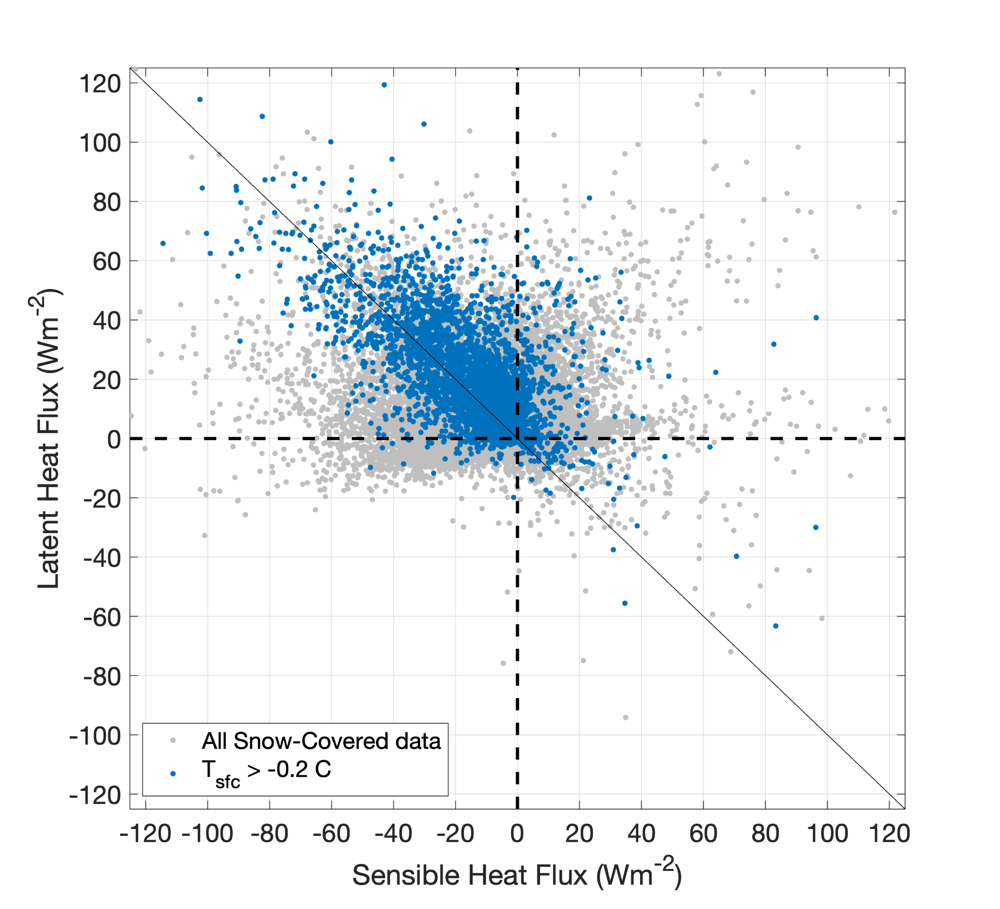 120
100
80
60
40
20
0
-20
-40
-60
-80
-100
-120
Latent Heat Flux (Wm⁻²)
All Snow-Covered data
T_sfc > -0.2 C
-120 -100 -80 -60 -40 -20 0 20 40 60 80 100 120
Sensible Heat Flux (Wm⁻²)